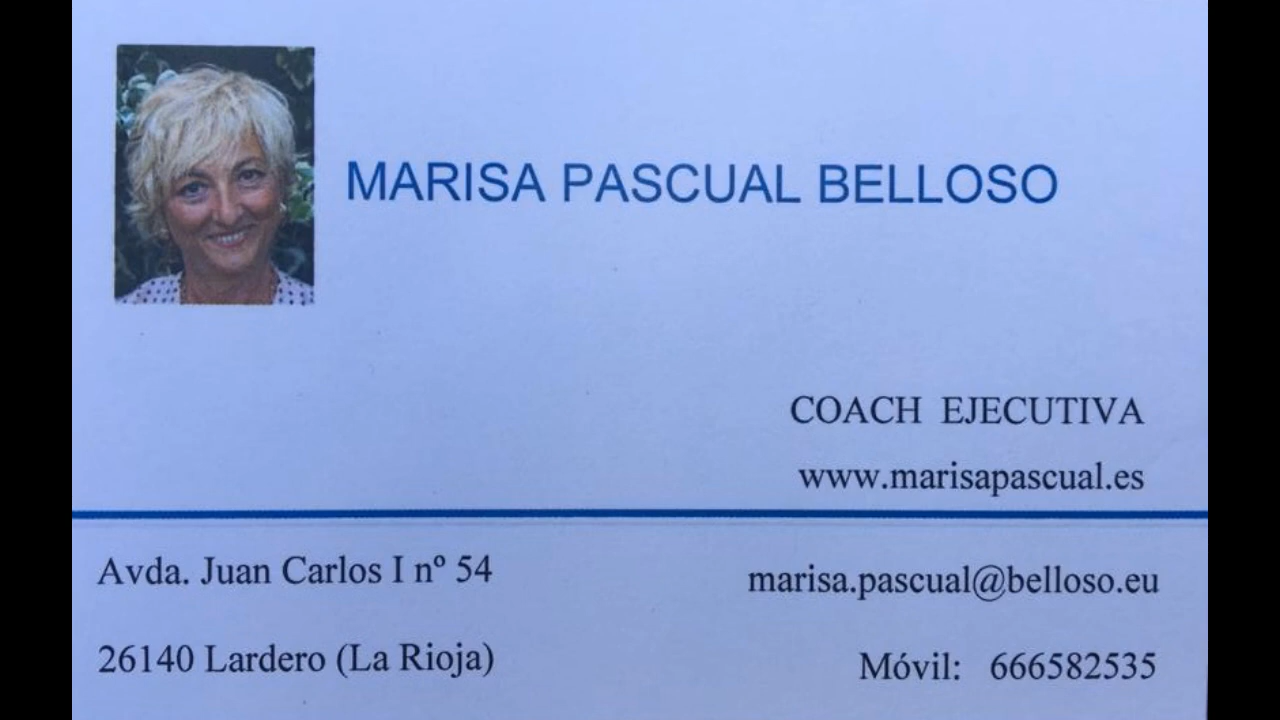 MARISA PASCUAL BELLOSO
COACH EJECUTIVA
www.marisapascual.es
Avda. Juan Carlos I nº 54
26140 Lardero (La Rioja)
marisa.pascual@belloso.eu
Móvil: 666582535